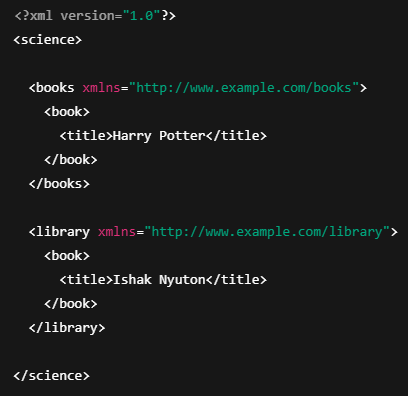 <?xml version="1.0"?>
<science>
<books xmlns="http://www.example.com/books">
<book>
<title>Harry Potter</title>
</book>
</books>
<library xmlns="http://www.example.com/library">
<book>
<title>Ishak Nyuton</title>
</book>
</library>
</science>